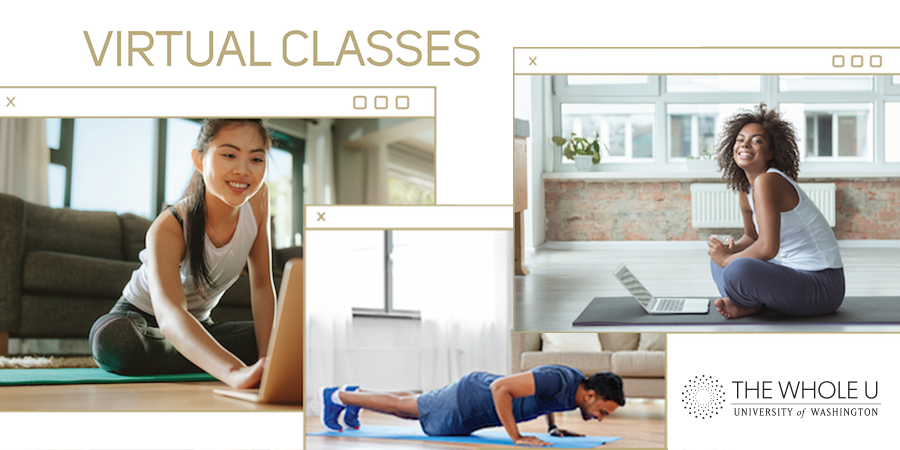 VIRTUAL CLASSES
THE WHOLE U
UNIVERSITY of WASHINGTON